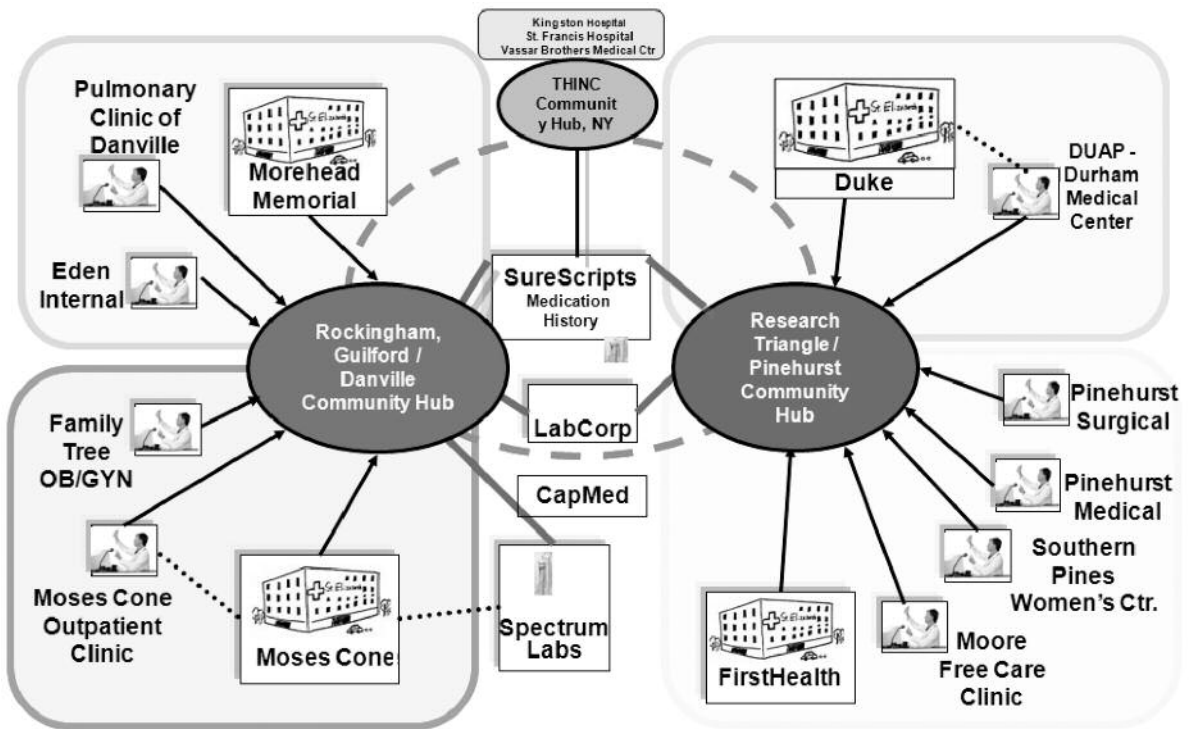 Kingston Hospital
St. Francis Hospital
Vassar Brothers Medical Ctr
THINC
Communit
y Hub, NY
Pulmonary
Clinic of
Danville
St. Eliz
Morehead
Memorial
Eden
Internal
Duke
DUAP -
Durham
Medical
Center
SureScripts
Medication
History
Rockingham,
Guilford /
Danville
Community Hub
Research
Triangle /
Pinehurst
Community
Hub
Family
Tree
OB/GYN
LabCorp
CapMed
Pinehurst
Surgical
Pinehurst
Medical
Southern
Pines
Women's Ctr.
Moore
Free Care
Clinic
FirstHealth
Spectrum
Labs
Moses Cone
Moses Cone
Outpatient
Clinic